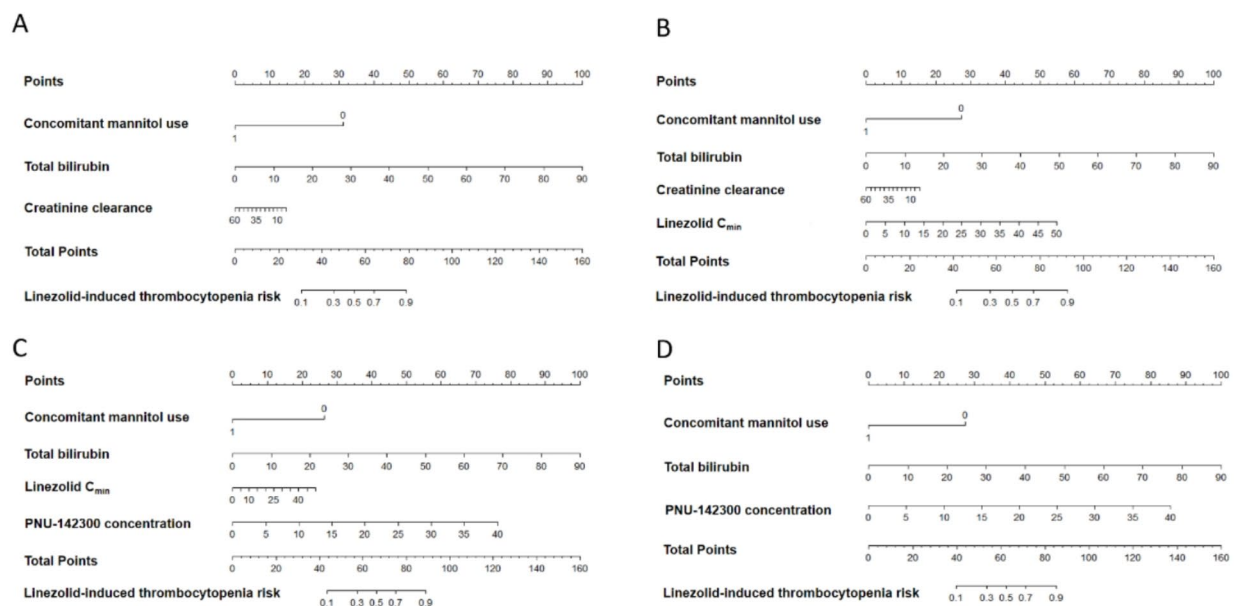 A
Points
0 10 20 30 40 50 60 70 80 90 100
Concomitant mannitol use
0
1
Total bilirubin
0 10 20 30 40 50 60 70 80 90
Creatinine clearance
60 35 10
Total Points
0 20 40 60 80 100 120 140 160
Linezolid-induced thrombocytopenia risk
0.1 0.3 0.5 0.7 0.9
B
Points
0 10 20 30 40 50 60 70 80 90 100
Concomitant mannitol use
0
1
Total bilirubin
0 10 20 30 40 50 60 70 80 90
Creatinine clearance
60 35 10
Linezolid Cmin
0 5 10 15 20 25 30 35 40 45 50
Total Points
0 20 40 60 80 100 120 140 160
Linezolid-induced thrombocytopenia risk
0.1 0.3 0.5 0.7 0.9
C
Points
0 10 20 30 40 50 60 70 80 90 100
Concomitant mannitol use
0
1
Total bilirubin
0 10 20 30 40 50 60 70 80 90
Linezolid Cmin
0 10 25 40
PNU-142300 concentration
0 5 10 15 20 25 30 35 40
Total Points
0 20 40 60 80 100 120 140 160
Linezolid-induced thrombocytopenia risk
0.1 0.3 0.5 0.7 0.9
D
Points
0 10 20 30 40 50 60 70 80 90 100
Concomitant mannitol use
0
1
Total bilirubin
0 10 20 30 40 50 60 70 80 90
PNU-142300 concentration
0 5 10 15 20 25 30 35 40
Total Points
0 20 40 60 80 100 120 140 160
Linezolid-induced thrombocytopenia risk
0.1 0.3 0.5 0.7 0.9